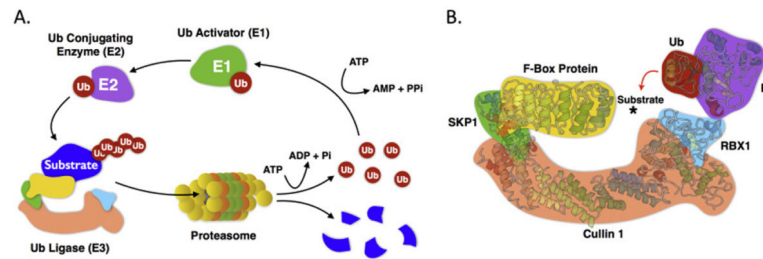 A.
Ub Conjugating
Enzyme (E2)
Ub Activator (E1)
Ub
E2
E1
Ub
ATP
AMP + PPi
Substrate
Ub
Ub
Ub
Ub
Ub
Ub Ligase (E3)
ATP
ADP + Pi
Proteasome
Ub
Ub
Ub
Ub
Ub
B.
Ub
F-Box Protein
Substrate
*
SKP1
RBX1
Cullin 1